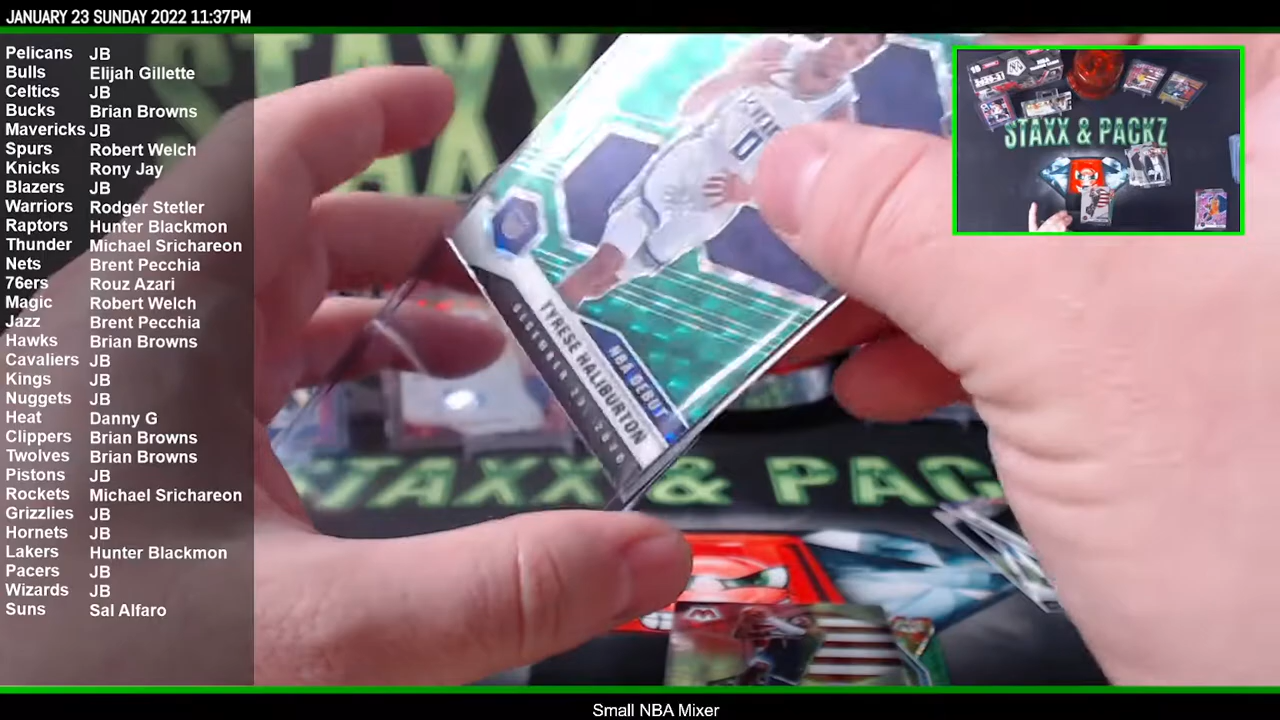 JANUARY 23 SUNDAY 2022 11:37PM
Pelicans JB
Bulls Elijah Gillette
Celtics JB
Bucks Brian Browns
Mavericks JB
Spurs Robert Welch
Knicks Rony Jay
Blazers JB
Warriors Rodger Stetler
Raptors Hunter Blackmon
Thunder Michael Srichareon
Nets Brent Pecchia
76ers Rouz Azari
Magic Robert Welch
Jazz Brent Pecchia
Hawks Brian Browns
Cavaliers JB
Kings JB
Nuggets JB
Heat Danny G
Clippers Brian Browns
Twolves Brian Browns
Pistons JB
Rockets Michael Srichareon
Grizzlies JB
Hornets JB
Lakers Hunter Blackmon
Pacers JB
Wizards JB
Suns Sal Alfaro
STAXX
0
NBA DEBUT
TYRESE HALIBURTON
STAXX & PACKZ
STAXX & PAC
Small NBA Mixer